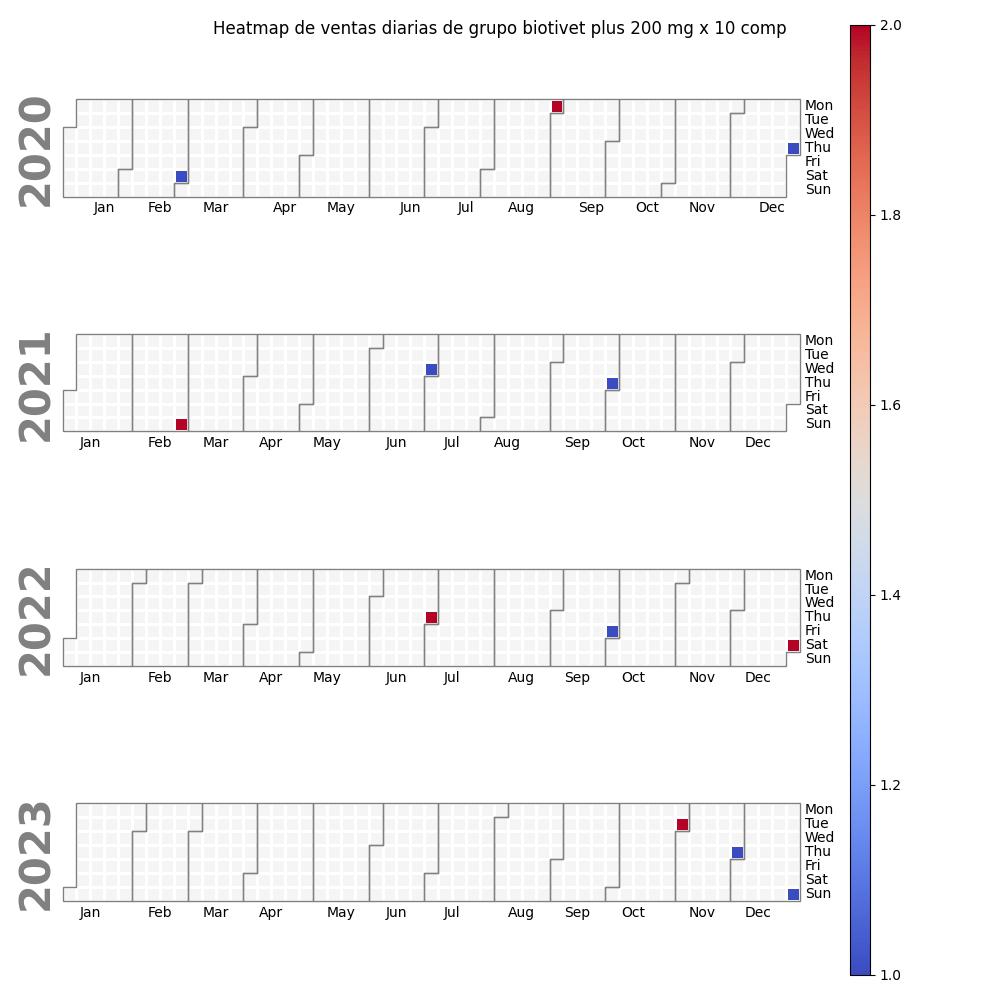 Heatmap de ventas diarias de grupo biotivet plus 200 mg x 10 comp
2020
Mon
Tue
Wed
Thu
Fri
Sat
Sun
Jan Feb Mar Apr May Jun Jul Aug Sep Oct Nov Dec
2021
Mon
Tue
Wed
Thu
Fri
Sat
Sun
Jan Feb Mar Apr May Jun Jul Aug Sep Oct Nov Dec
2022
Mon
Tue
Wed
Thu
Fri
Sat
Sun
Jan Feb Mar Apr May Jun Jul Aug Sep Oct Nov Dec
2023
Mon
Tue
Wed
Thu
Fri
Sat
Sun
Jan Feb Mar Apr May Jun Jul Aug Sep Oct Nov Dec
2.0
1.8
1.6
1.4
1.2
1.0